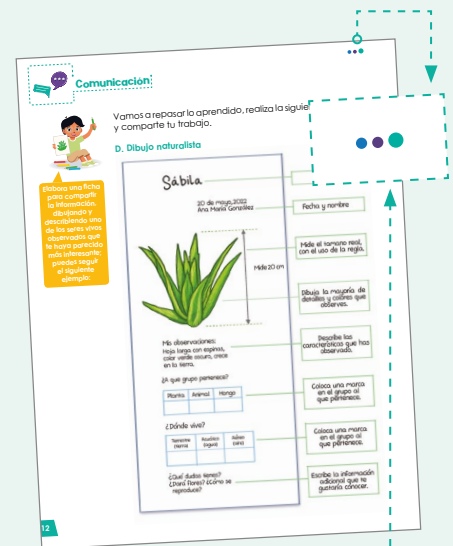 Comunicación
Vamos a repasar lo aprendido, realiza la siguie
y comparte tu trabajo.
D. Dibujo naturalista
Elabora una ficha
para compartir
la información,
dibujando y
describiendo uno
de los seres vivos
observados que
te haya parecido
más interesante;
puedes seguir
el siguiente
ejemplo:
Sábila
20 de mayo, 2022
Ana María González
Fecha y nombre
Mide el tamaño real,
con el uso de la regla.
Mide 20 cm
Dibuja la mayoría de
detalles y colores que
observes.
Mis observaciones:
Hoja larga con espinas,
color verde oscuro, crece
en la tierra.
Describe las
características que has
observado.
¿A qué grupo pertenece?
Planta Animal Hongo
Coloca una marca
en el grupo al
que pertenece.
¿Dónde vive?
Terrestre Acuático Aéreo
(tierra) (agua) (aire)
Coloca una marca
en el grupo al
que pertenece.
¿Qué dudas tienes?
¿Dará flores? ¿Cómo se
reproduce?
Escribe la información
adicional que te
gustaría conocer.
12